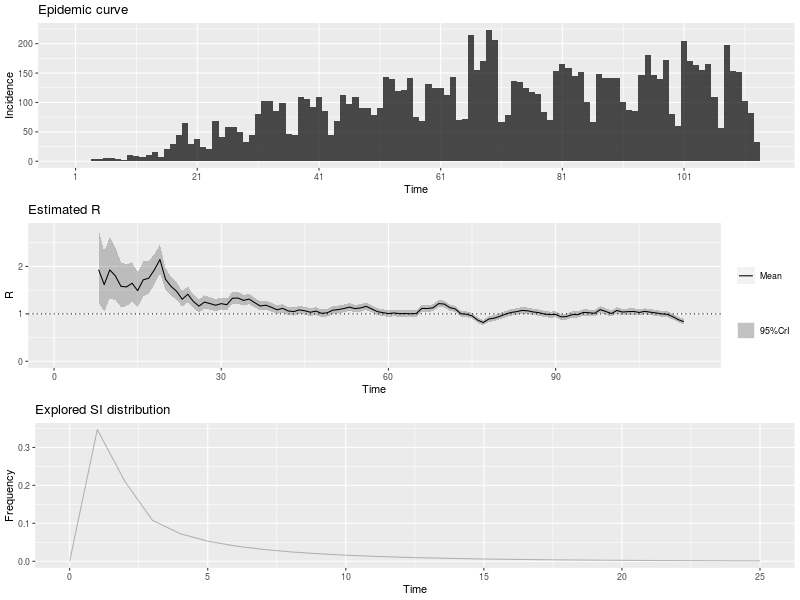 Epidemic curve
Incidence
200
150
100
50
0
1 21 41 61 81 101
Time
Estimated R
R
2
1
0
0 30 60 90
Time
Mean
95%CrI
Explored SI distribution
Frequency
0.3
0.2
0.1
0.0
0 5 10 15 20 25
Time